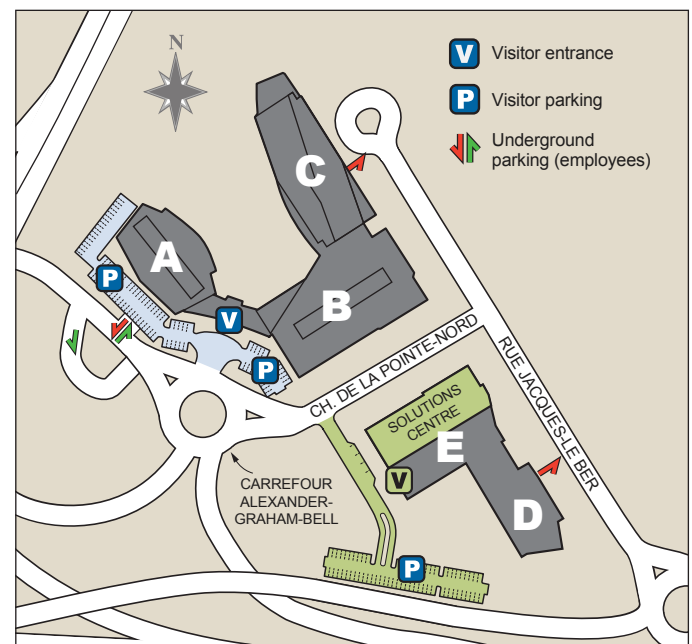 N
V Visitor entrance
P Visitor parking
Underground
parking (employees)
C
A
P
B
V
P
CH. DE LA POINTE-NORD
RUE JACQUES-LE BER
SOLUTIONS
CENTRE
E
V
CARREFOUR
ALEXANDER-
GRAHAM-BELL
D
P